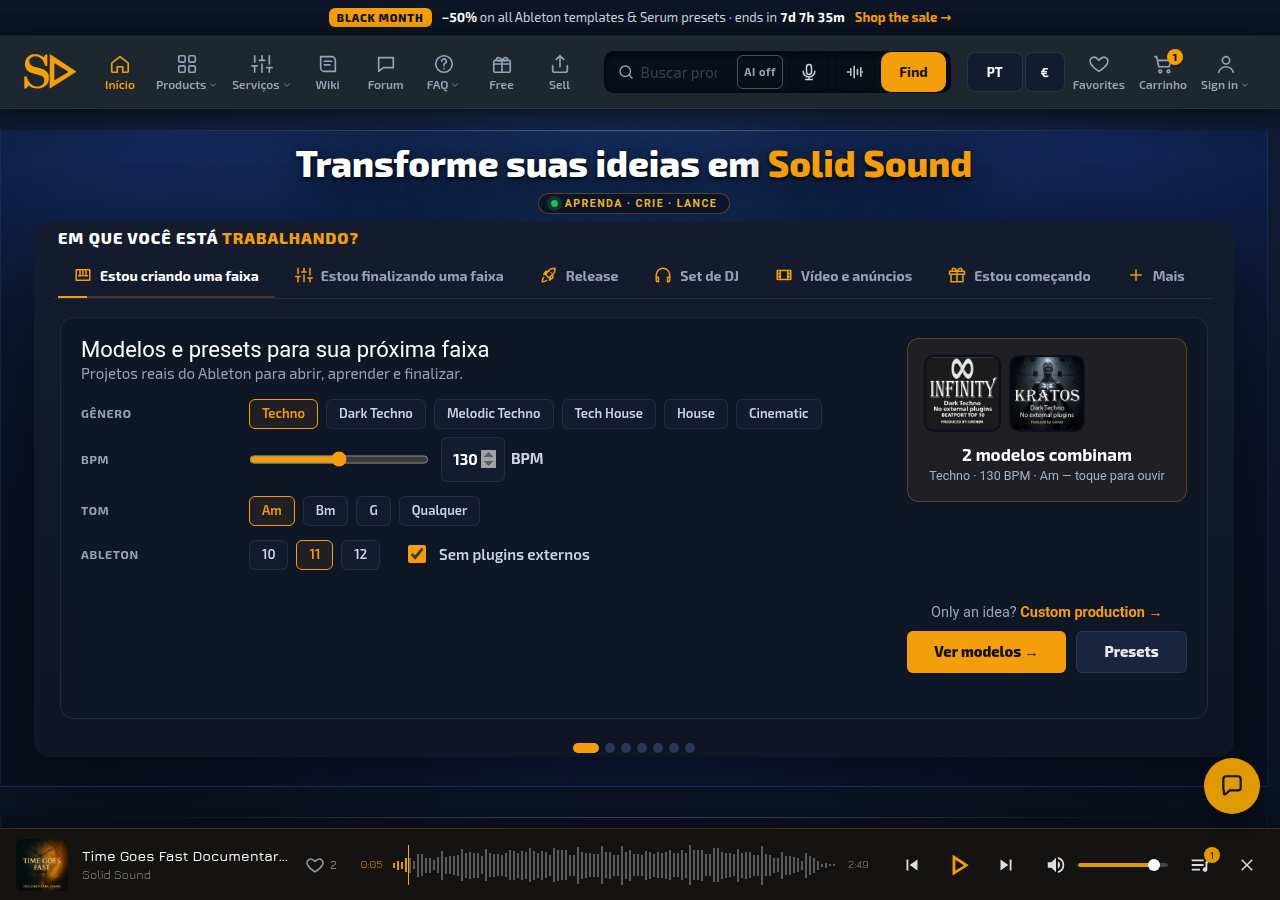 BLACK MONTH −50% on all Ableton templates & Serum presets · ends in 7d 7h 35m Shop the sale →
Início
Products
Serviços
Wiki
Forum
FAQ
Free
Sell
Buscar proc
AI off
Find
PT
€
Favorites
1
Carrinho
Sign in
Transforme suas ideias em Solid Sound
APRENDA · CRIE · LANCE
EM QUE VOCÊ ESTÁ TRABALHANDO?
Estou criando uma faixa
Estou finalizando uma faixa
Release
Set de DJ
Vídeo e anúncios
Estou começando
Mais
Modelos e presets para sua próxima faixa
Projetos reais do Ableton para abrir, aprender e finalizar.
GÊNERO
Techno
Dark Techno
Melodic Techno
Tech House
House
Cinematic
BPM
130
BPM
TOM
Am
Bm
G
Qualquer
ABLETON
10
11
12
Sem plugins externos
INFINITY
Dark Techno
No external plugins
BEATPORT TOP 10
KRATOS
Dark Techno
No external plugins
2 modelos combinam
Techno · 130 BPM · Am — toque para ouvir
Only an idea? Custom production →
Ver modelos →
Presets
TIME GOES
FAST
Time Goes Fast Documentar...
Solid Sound
2
0:05
2:49
1